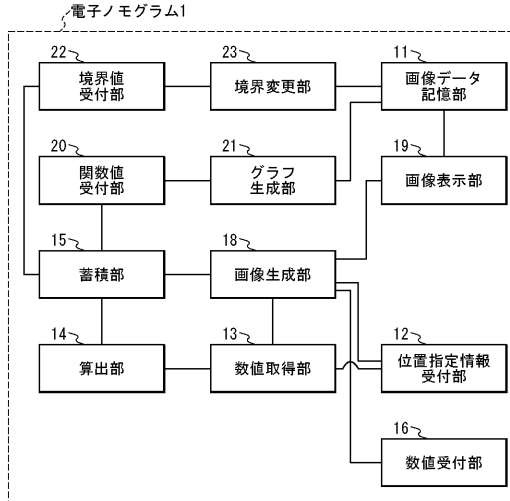 電子ノモグラム1
22
境界値
受付部
23
境界変更部
11
画像データ
記憶部
20
関数値
受付部
21
グラフ
生成部
19
画像表示部
15
蓄積部
18
画像生成部
14
算出部
13
数値取得部
12
位置指定情報
受付部
16
数値受付部